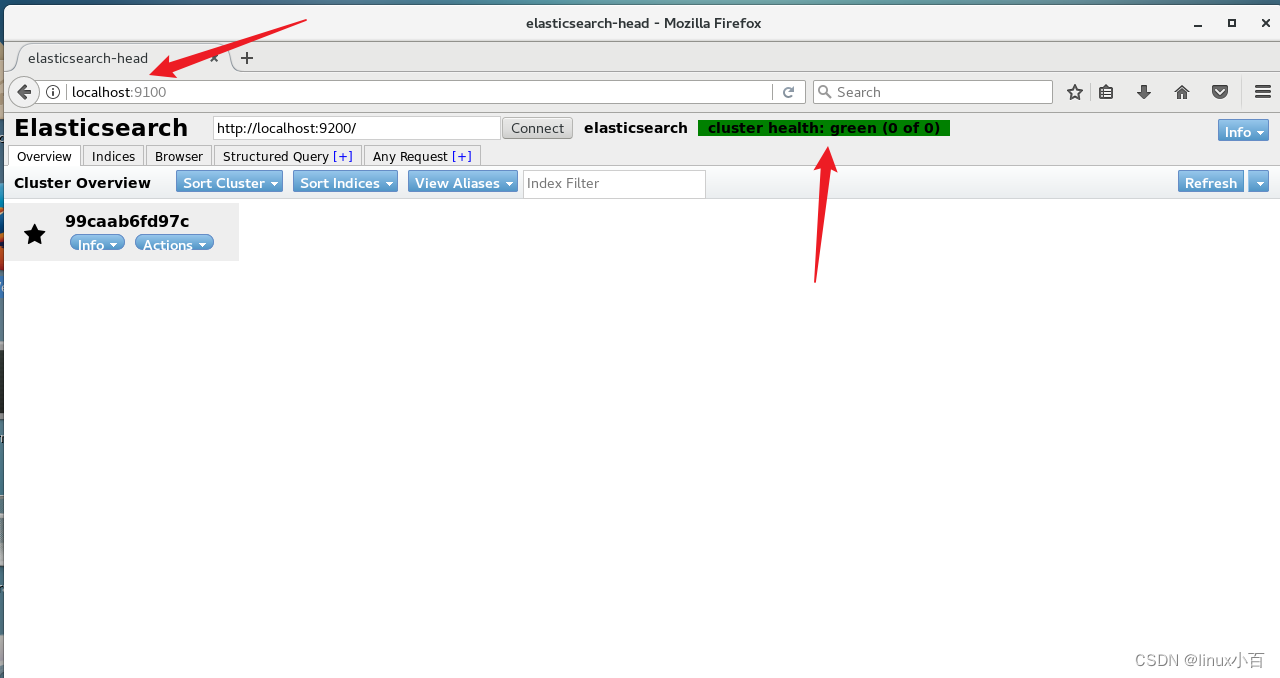 elasticsearch-head - Mozilla Firefox
elasticsearch-head
localhost:9100
Search
Elasticsearch
http://localhost:9200/
Connect
elasticsearch
cluster health: green (0 of 0)
Info
Overview
Indices
Browser
Structured Query [+]
Any Request [+]
Cluster Overview
Sort Cluster
Sort Indices
View Aliases
Index Filter
Refresh
99caab6fd97c
Info
Actions
CSDN @linux小百